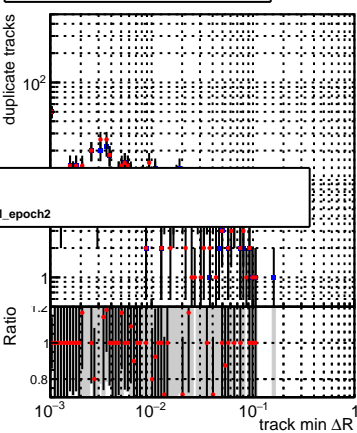 duplicate tracks
10²
l_epoch2
1
Ratio
1.2
1
0.8
10⁻³
10⁻²
10⁻¹
1
track min ΔR